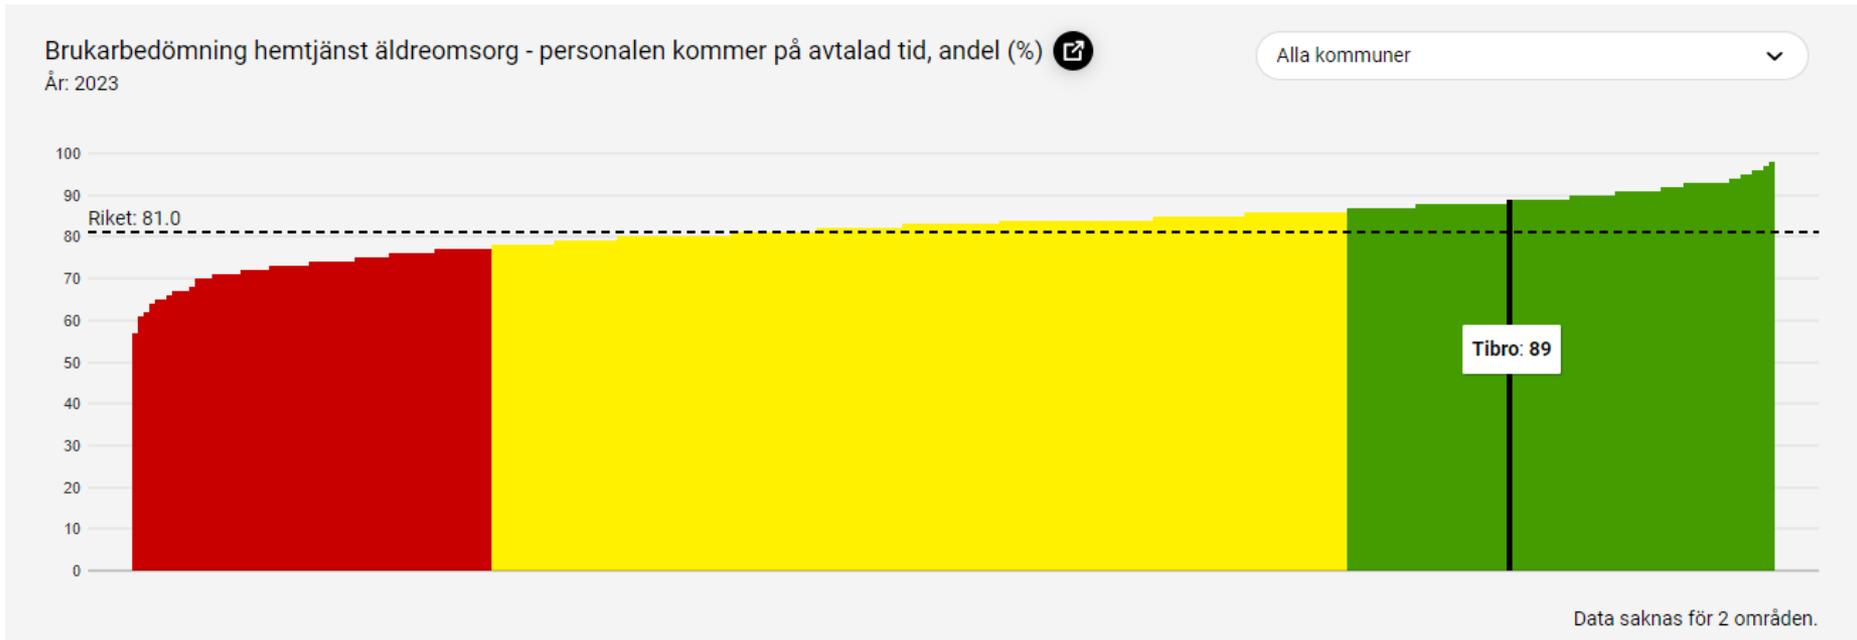 Brukarbedömning hemtjänst äldreomsorg - personalen kommer på avtalad tid, andel (%)
År: 2023
Alla kommuner
100
90
Riket: 81.0
80
70
60
50
40
30
20
10
0
Tibro: 89
Data saknas för 2 områden.